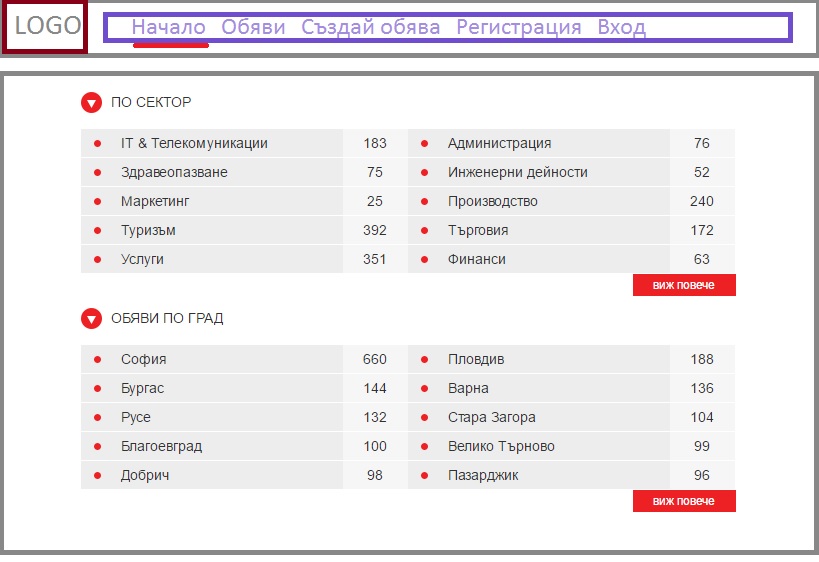 LOGO Начало Обяви Създай обява Регистрация Вход
ПО СЕКТОР
IT & Телекомуникации 183 Администрация 76
Здравеопазване 75 Инженерни дейности 52
Маркетинг 25 Производство 240
Туризъм 392 Търговия 172
Услуги 351 Финанси 63
виж повече
ОБЯВИ ПО ГРАД
София 660 Пловдив 188
Бургас 144 Варна 136
Русе 132 Стара Загора 104
Благоевград 100 Велико Търново 99
Добрич 98 Пазарджик 96
виж повече